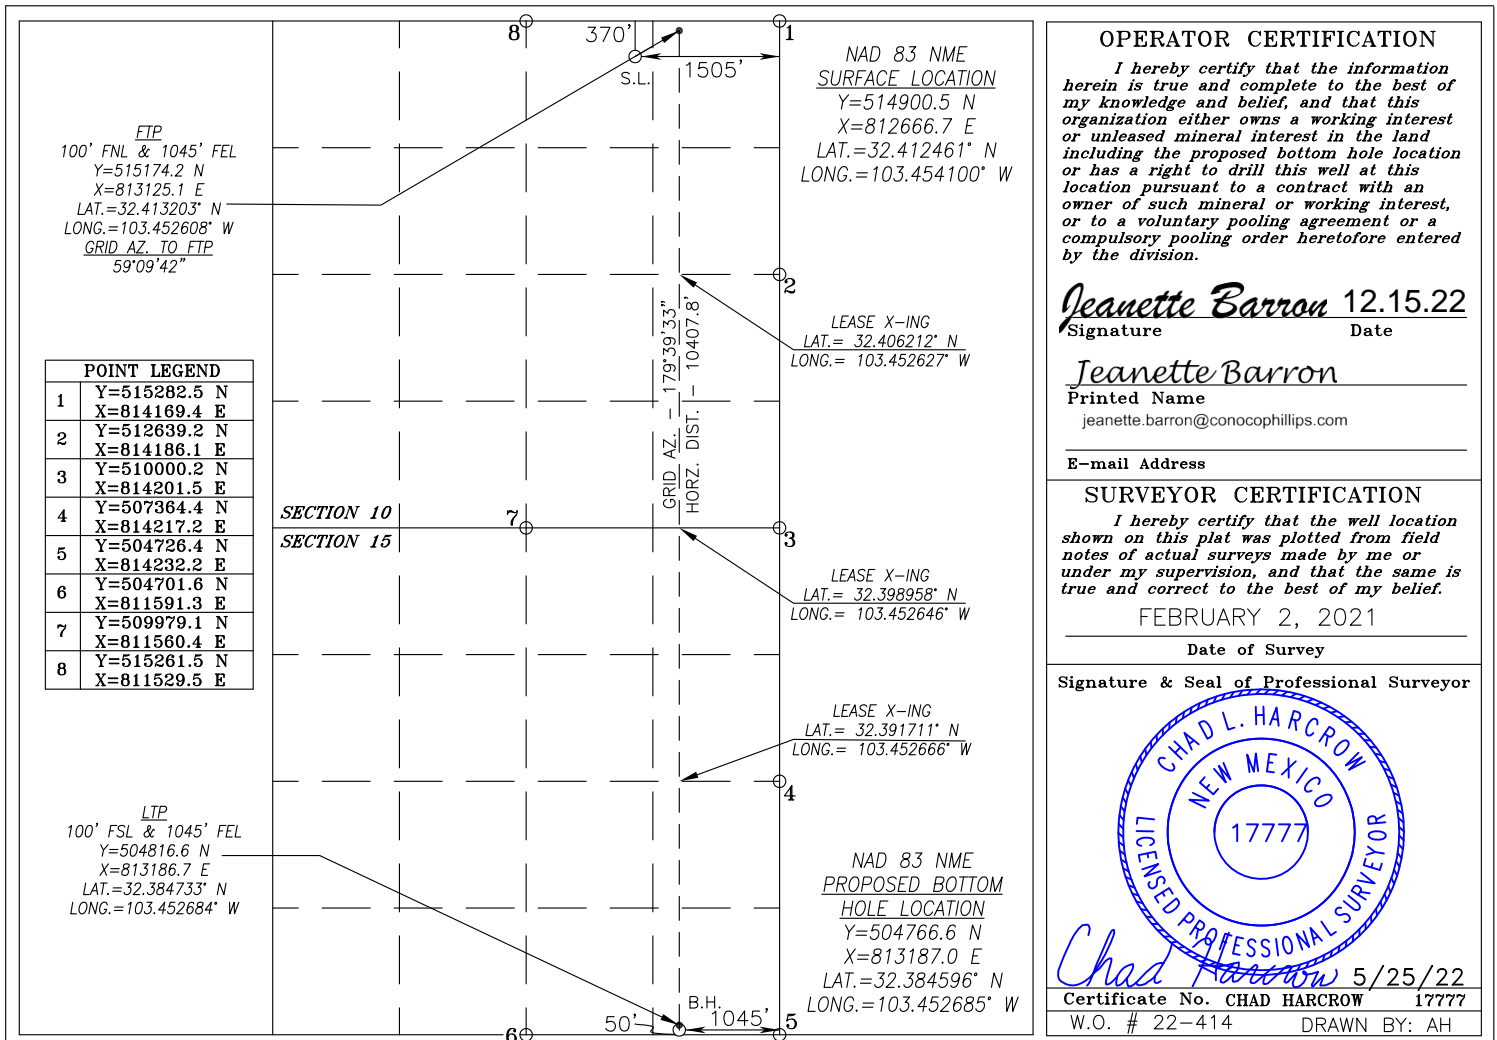 8
370'
1
S.L.
1505'
NAD 83 NME
SURFACE LOCATION
Y=514900.5 N
X=812666.7 E
LAT.=32.412461° N
LONG.=103.454100° W
FTP
100' FNL & 1045' FEL
Y=515174.2 N
X=813125.1 E
LAT.=32.413203° N
LONG.=103.452608° W
GRID AZ. TO FTP
59°09'42"
2
LEASE X-ING
LAT.= 32.406212° N
LONG.= 103.452627° W
GRID AZ. - 179°39'33"
HORZ. DIST. - 10407.8'
POINT LEGEND
1 Y=515282.5 N
X=814169.4 E
2 Y=512639.2 N
X=814186.1 E
3 Y=510000.2 N
X=814201.5 E
4 Y=507364.4 N
X=814217.2 E
5 Y=504726.4 N
X=814232.2 E
6 Y=504701.6 N
X=811591.3 E
7 Y=509979.1 N
X=811560.4 E
8 Y=515261.5 N
X=811529.5 E
SECTION 10
SECTION 15
7
3
LEASE X-ING
LAT.= 32.398958° N
LONG.= 103.452646° W
LEASE X-ING
LAT.= 32.391711° N
LONG.= 103.452666° W
4
LTP
100' FSL & 1045' FEL
Y=504816.6 N
X=813186.7 E
LAT.=32.384733° N
LONG.=103.452684° W
NAD 83 NME
PROPOSED BOTTOM
HOLE LOCATION
Y=504766.6 N
X=813187.0 E
LAT.=32.384596° N
LONG.=103.452685° W
B.H.
50'
1045'
6
5
OPERATOR CERTIFICATION
I hereby certify that the information
herein is true and complete to the best of
my knowledge and belief, and that this
organization either owns a working interest
or unleased mineral interest in the land
including the proposed bottom hole location
or has a right to drill this well at this
location pursuant to a contract with an
owner of such mineral or working interest,
or to a voluntary pooling agreement or a
compulsory pooling order heretofore entered
by the division.
Jeanette Barron 12.15.22
Signature Date
Jeanette Barron
Printed Name
jeanette.barron@conocophillips.com
E-mail Address
SURVEYOR CERTIFICATION
I hereby certify that the well location
shown on this plat was plotted from field
notes of actual surveys made by me or
under my supervision, and that the same is
true and correct to the best of my belief.
FEBRUARY 2, 2021
Date of Survey
Signature & Seal of Professional Surveyor
CHAD L. HARCROW
NEW MEXICO
17777
LICENSED PROFESSIONAL SURVEYOR
Chad Harcrow 5/25/22
Certificate No. CHAD HARCROW 17777
W.O. # 22-414 DRAWN BY: AH